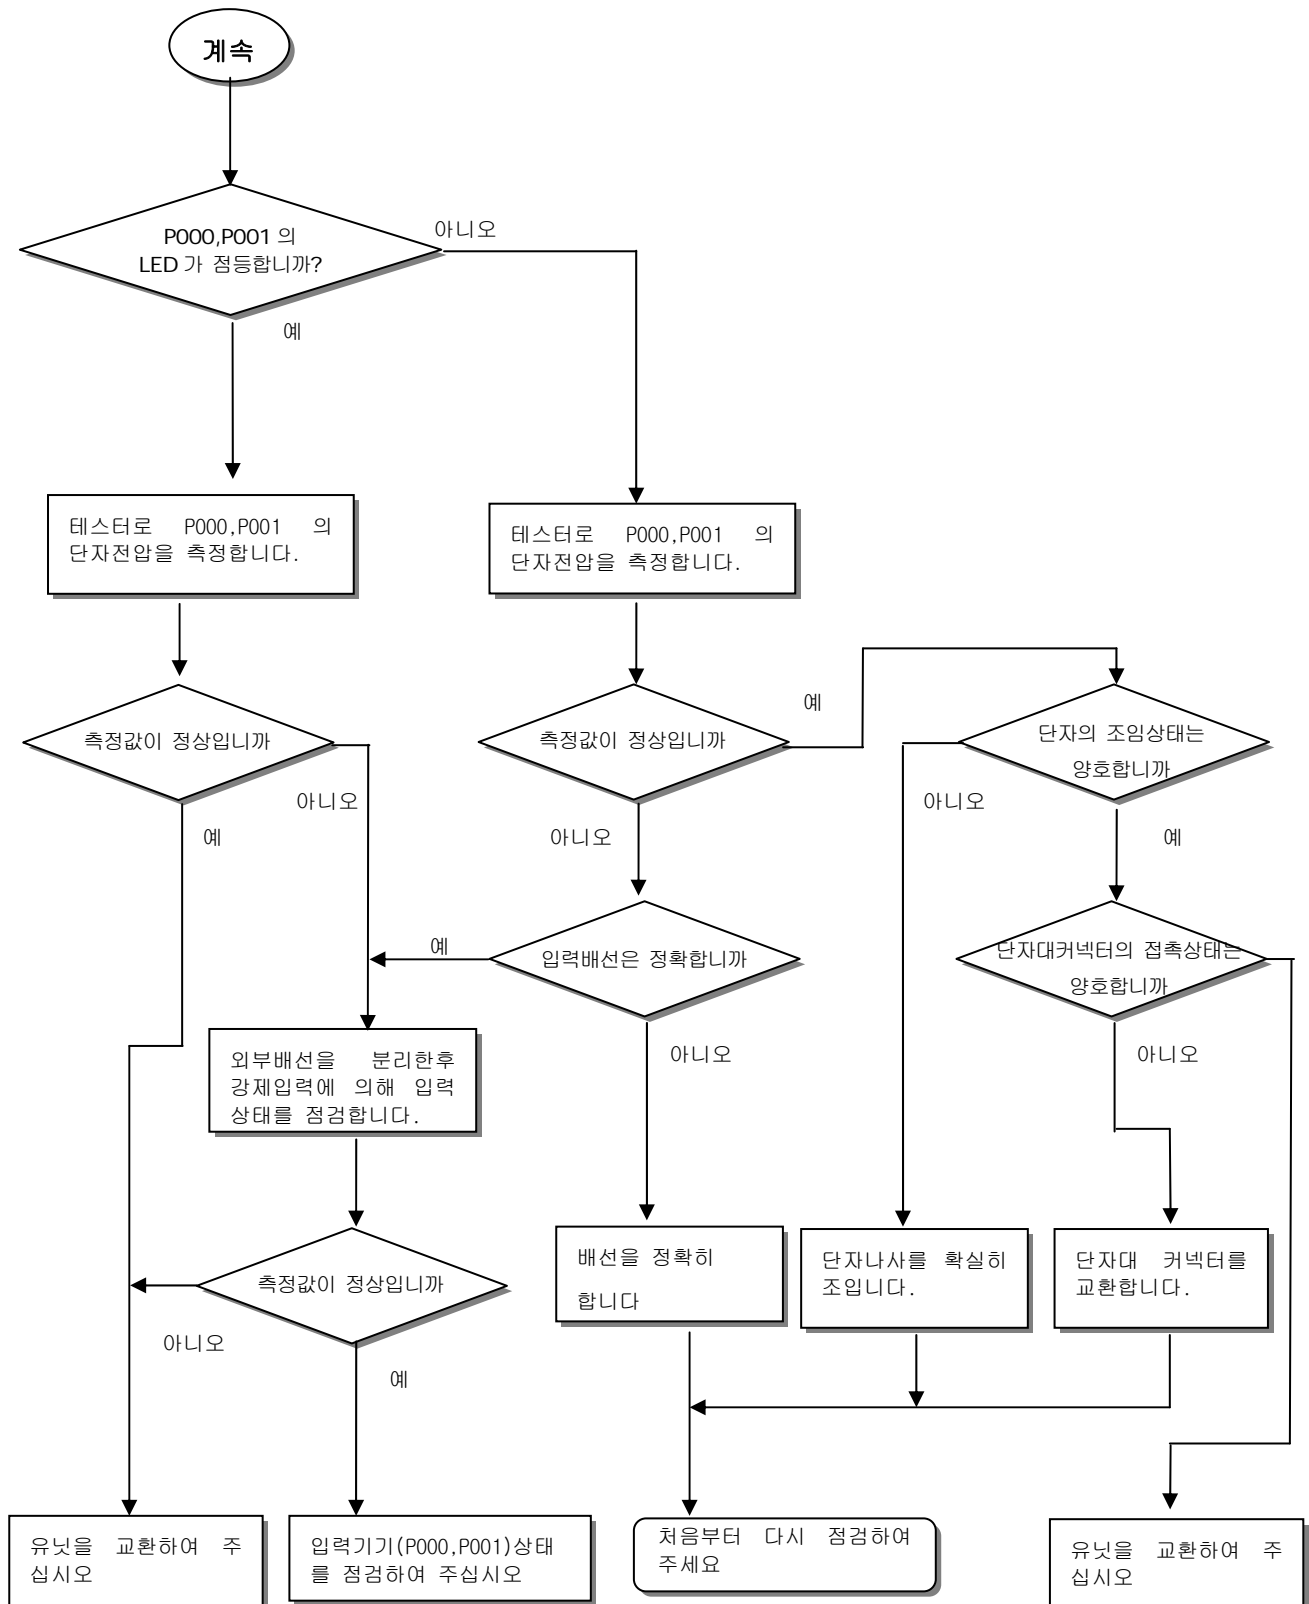 계속
P000,P001 의
LED 가 점등합니까?
아니오
예
테스터로 P000,P001 의
단자전압을 측정합니다.
테스터로 P000,P001 의
단자전압을 측정합니다.
측정값이 정상입니까
측정값이 정상입니까
예
단자의 조임상태는
양호합니까
아니오
예
아니오
아니오
예
예
입력배선은 정확합니까
단자대커넥터의 접촉상태는
양호합니까
외부배선을 분리한후
강제입력에 의해 입력
상태를 점검합니다.
아니오
아니오
측정값이 정상입니까
배선을 정확히
합니다
단자나사를 확실히
조입니다.
단자대 커넥터를
교환합니다.
아니오
예
유닛을 교환하여 주
십시오
입력기기(P000,P001)상태
를 점검하여 주십시오
처음부터 다시 점검하여
주세요
유닛을 교환하여 주
십시오